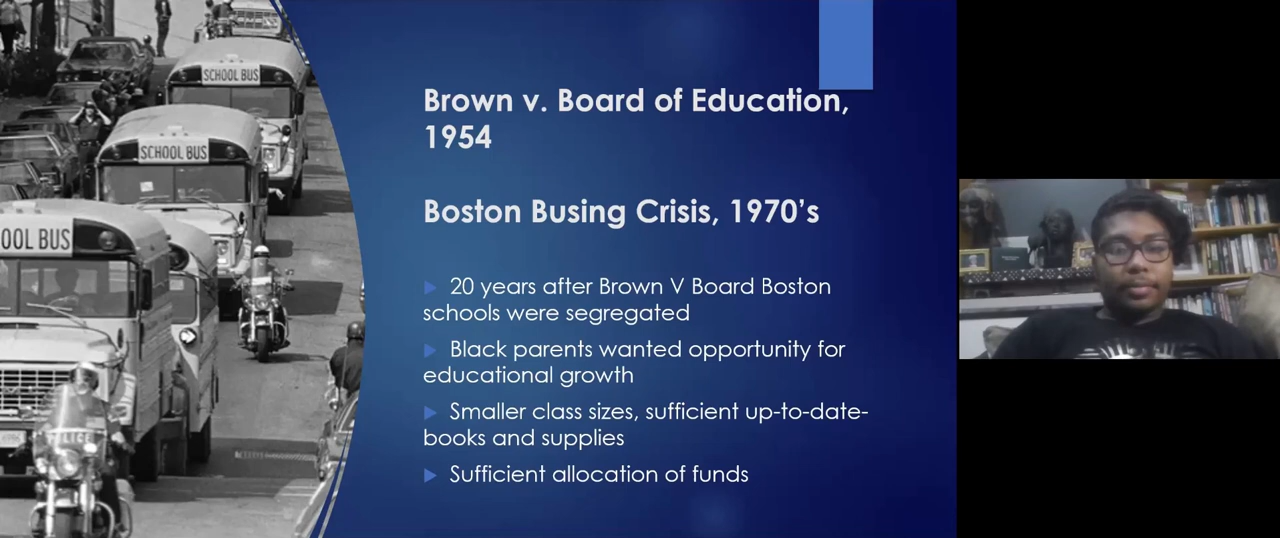 SCHOOL BUS
SCHOOL BUS
OOL BUS
POLICE
Brown v. Board of Education,
1954
Boston Busing Crisis, 1970’s
20 years after Brown V Board Boston
schools were segregated
Black parents wanted opportunity for
educational growth
Smaller class sizes, sufficient up-to-date-
books and supplies
Sufficient allocation of funds